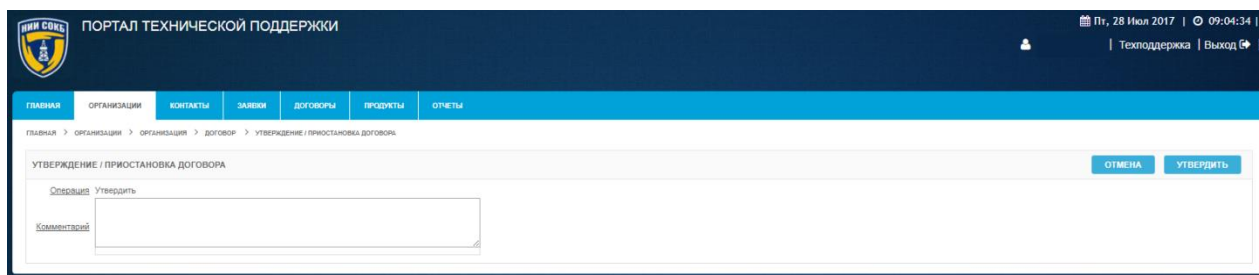 НИИ СОКБ
ПОРТАЛ ТЕХНИЧЕСКОЙ ПОДДЕРЖКИ
Пт, 28 Июл 2017 | 09:04:34 |
| Техподдержка | Выход
ГЛАВНАЯ ОРГАНИЗАЦИИ КОНТАКТЫ ЗАЯВКИ ДОГОВОРЫ ПРОДУКТЫ ОТЧЕТЫ
ГЛАВНАЯ > ОРГАНИЗАЦИИ > ОРГАНИЗАЦИЯ > ДОГОВОР > УТВЕРЖДЕНИЕ / ПРИОСТАНОВКА ДОГОВОРА
УТВЕРЖДЕНИЕ / ПРИОСТАНОВКА ДОГОВОРА ОТМЕНА УТВЕРДИТЬ
Операция Утвердить
Комментарий